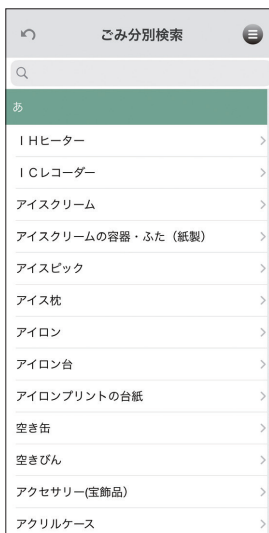 ごみ分別検索
あ
ＩＨヒーター
ＩＣレコーダー
アイスクリーム
アイスクリームの容器・ふた（紙製）
アイスピック
アイス枕
アイロン
アイロン台
アイロンプリントの台紙
空き缶
空きびん
アクセサリー(宝飾品）
アクリルケース